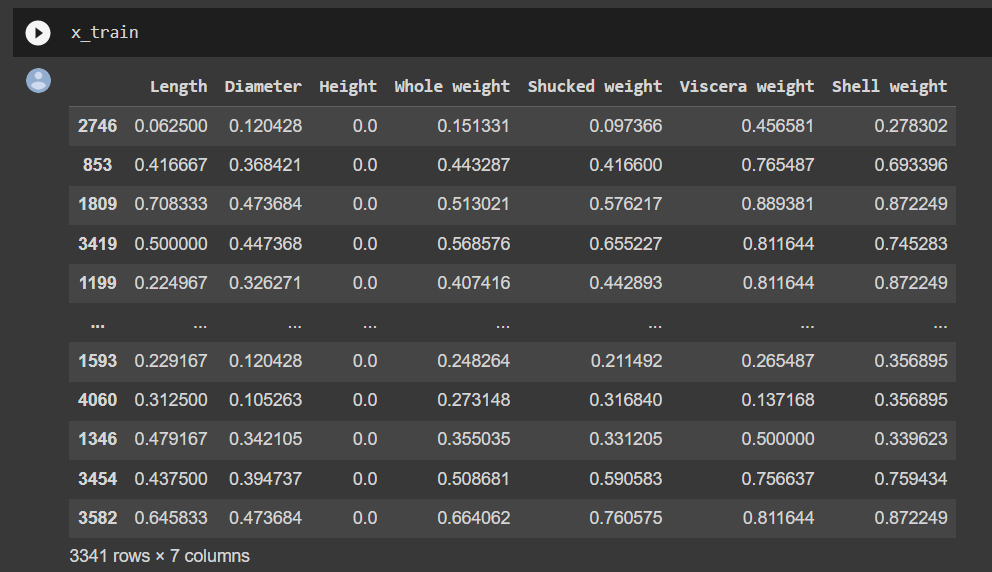 x_train
Length Diameter Height Whole weight Shucked weight Viscera weight Shell weight
2746 0.062500 0.120428 0.0 0.151331 0.097366 0.456581 0.278302
853 0.416667 0.368421 0.0 0.443287 0.416600 0.765487 0.693396
1809 0.708333 0.473684 0.0 0.513021 0.576217 0.889381 0.872249
3419 0.500000 0.447368 0.0 0.568576 0.655227 0.811644 0.745283
1199 0.224967 0.326271 0.0 0.407416 0.442893 0.811644 0.872249
... ... ... ... ... ... ... ...
1593 0.229167 0.120428 0.0 0.248264 0.211492 0.265487 0.356895
4060 0.312500 0.105263 0.0 0.273148 0.316840 0.137168 0.356895
1346 0.479167 0.342105 0.0 0.355035 0.331205 0.500000 0.339623
3454 0.437500 0.394737 0.0 0.508681 0.590583 0.756637 0.759434
3582 0.645833 0.473684 0.0 0.664062 0.760575 0.811644 0.872249
3341 rows × 7 columns